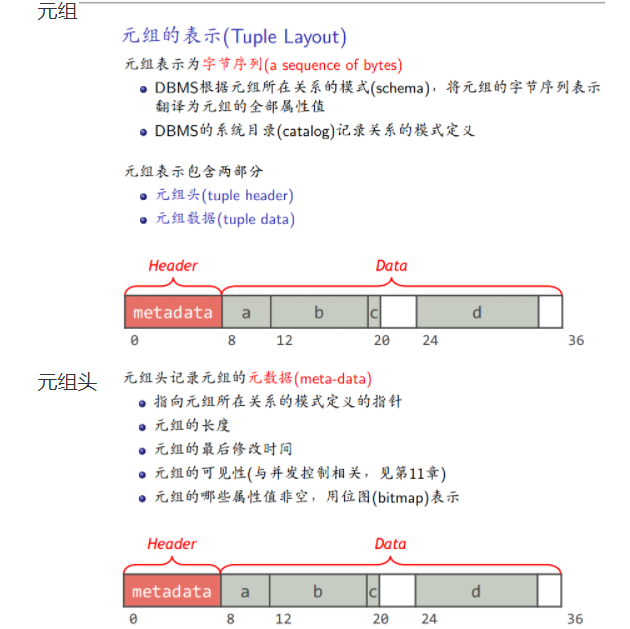 元组
元组的表示(Tuple Layout)
元组表示为字节序列(a sequence of bytes)
DBMS根据元组所在关系的模式(schema)，将元组的字节序列表示
翻译为元组的全部属性值
DBMS的系统目录(catalog)记录关系的模式定义
元组表示包含两部分
元组头(tuple header)
元组数据(tuple data)
Header Data
metadata a b c d
0 8 12 20 24 36
元组头
元组头记录元组的元数据(meta-data)
指向元组所在关系的模式定义的指针
元组的长度
元组的最后修改时间
元组的可见性(与并发控制相关，见第11章)
元组的哪些属性值非空，用位图(bitmap)表示
Header Data
metadata a b c d
0 8 12 20 24 36